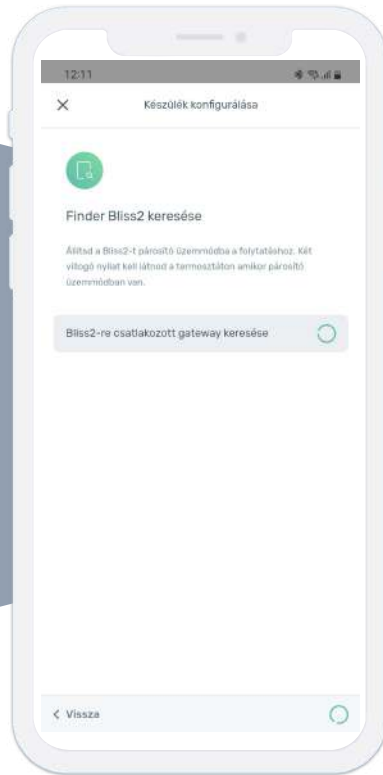 12:11
Készülék konfigurálása
Finder Bliss2 keresése
Állítsd a Bliss2-t párosító üzemmódba a folytatáshoz. Két
villogó nyilat kell látnod a termosztáton amikor párosító
üzemmódban van.
Bliss2-re csatlakozott gateway keresése
Vissza